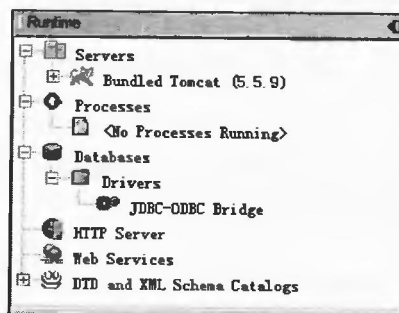 Runtime
Servers
Bundled Tomcat (5.5.9)
Processes
<No Processes Running>
Databases
Drivers
JDBC-ODBC Bridge
HTTP Server
Web Services
DTD and XML Schema Catalogs